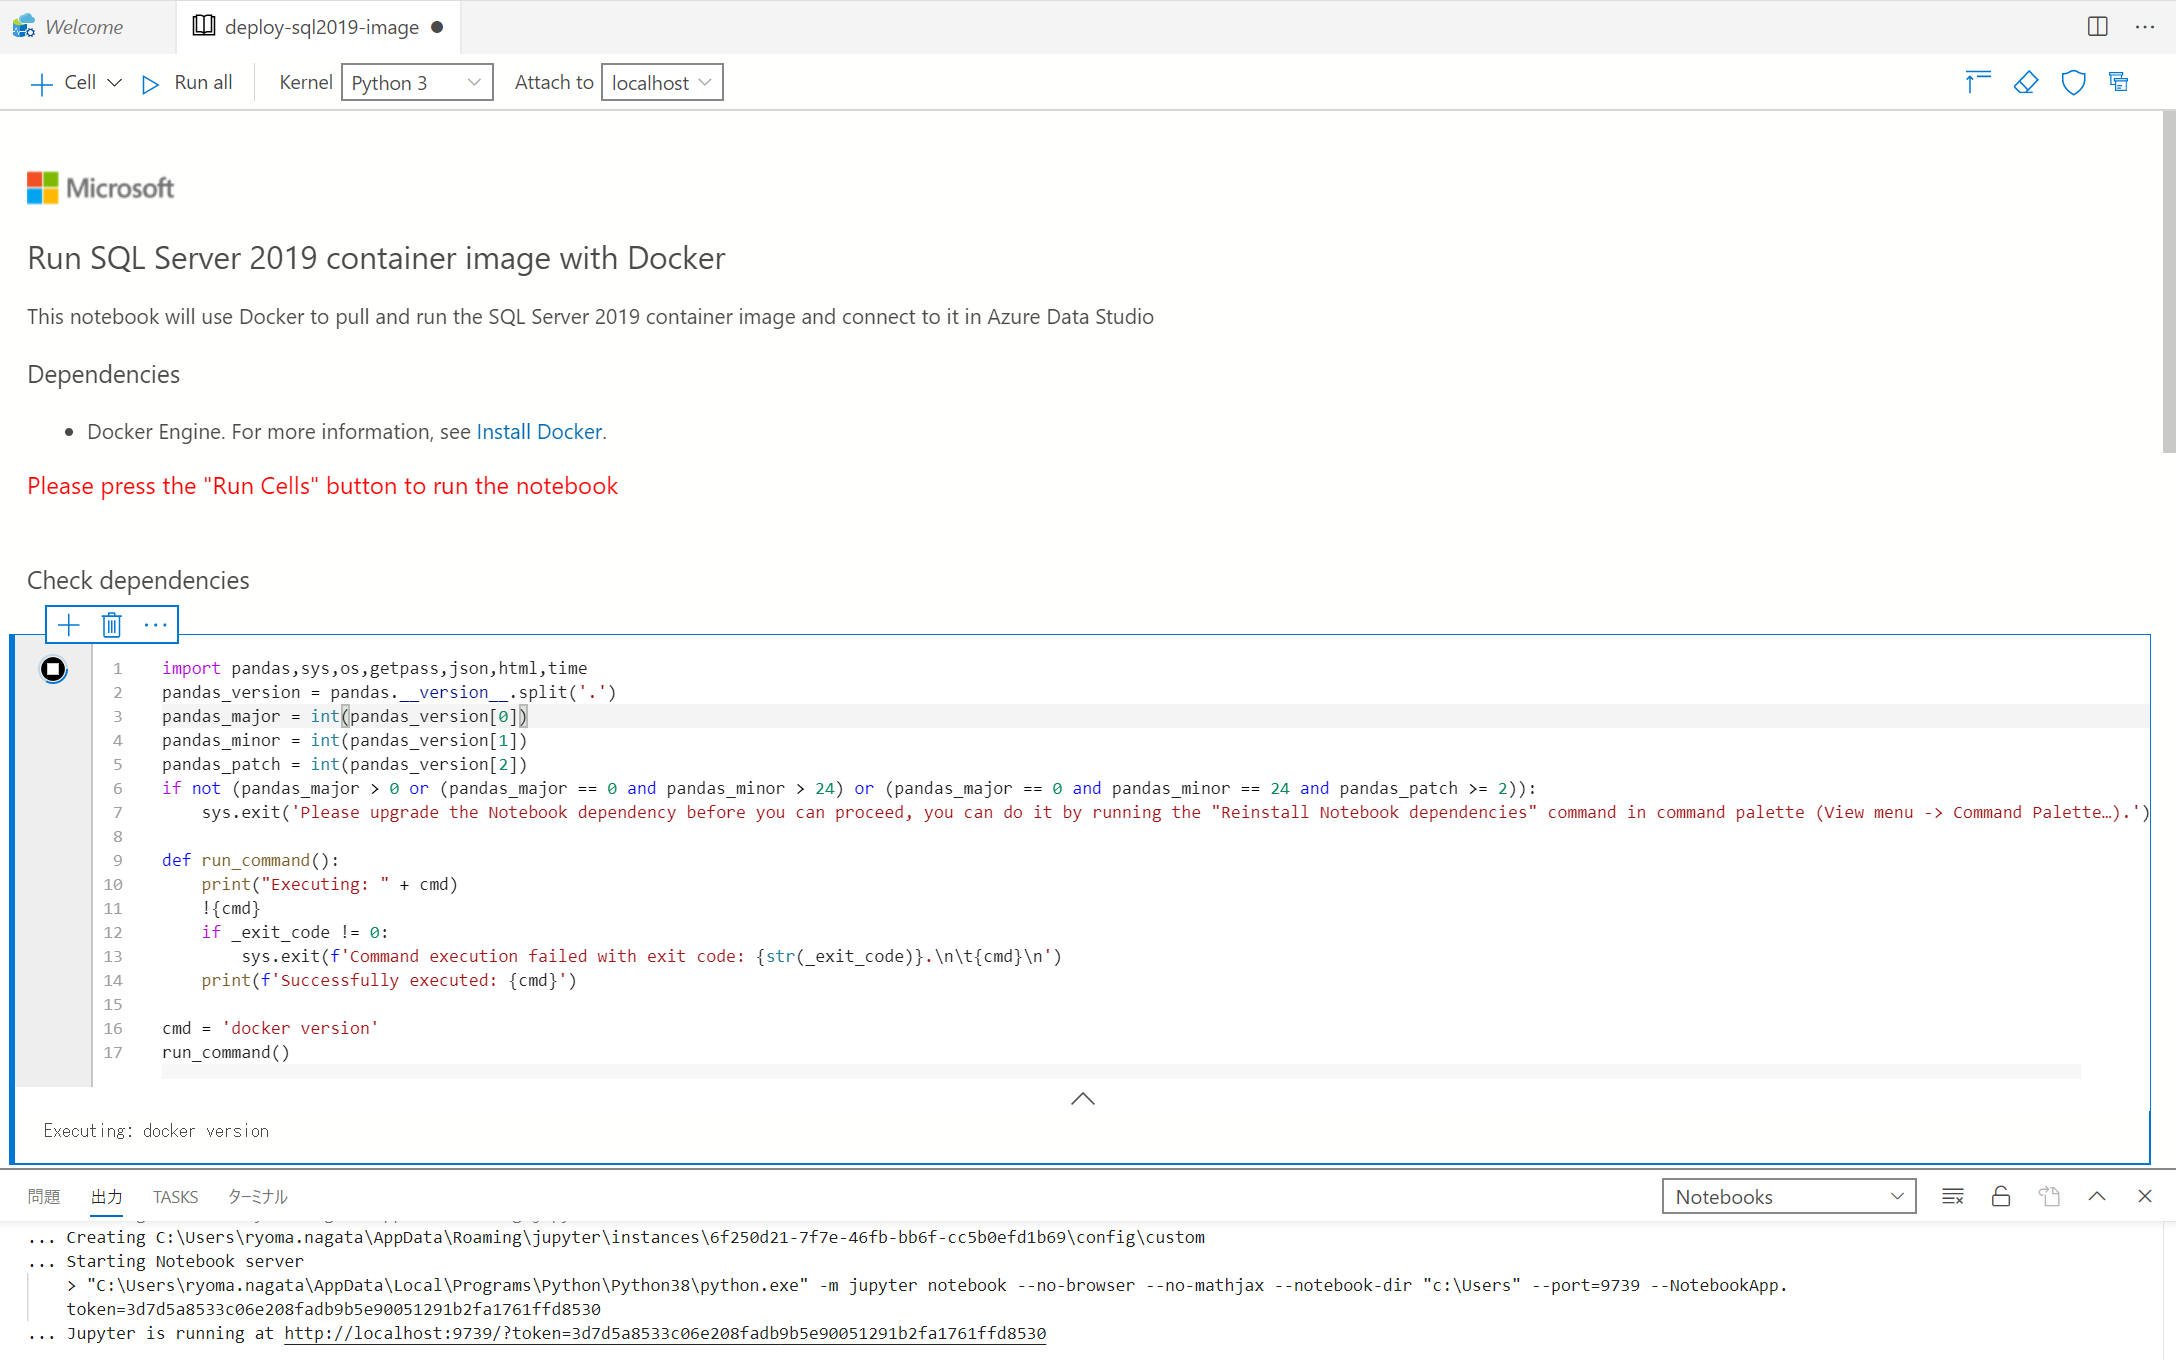 Welcome
deploy-sql2019-image
Cell
Run all
Kernel
Python 3
Attach to
localhost
Microsoft
Run SQL Server 2019 container image with Docker
This notebook will use Docker to pull and run the SQL Server 2019 container image and connect to it in Azure Data Studio
Dependencies
Docker Engine. For more information, see Install Docker.
Please press the "Run Cells" button to run the notebook
Check dependencies
1 import pandas,sys,os,getpass,json,html,time
2 pandas_version = pandas.__version__.split('.')
3 pandas_major = int(pandas_version[0])
4 pandas_minor = int(pandas_version[1])
5 pandas_patch = int(pandas_version[2])
6 if not (pandas_major > 0 or (pandas_major == 0 and pandas_minor > 24) or (pandas_major == 0 and pandas_minor == 24 and pandas_patch >= 2)):
7     sys.exit('Please upgrade the Notebook dependency before you can proceed, you can do it by running the "Reinstall Notebook dependencies" command in command palette (View menu -> Command Palette…).')
8
9 def run_command():
10     print("Executing: " + cmd)
11     !{cmd}
12     if _exit_code != 0:
13         sys.exit(f'Command execution failed with exit code: {str(_exit_code)}.\n\t{cmd}\n')
14     print(f'Successfully executed: {cmd}')
15
16 cmd = 'docker version'
17 run_command()
Executing: docker version
問題
出力
TASKS
ターミナル
Notebooks
... Creating C:\Users\ryoma.nagata\AppData\Roaming\jupyter\instances\6f250d21-7f7e-46fb-bb6f-cc5b0efd1b69\config\custom
... Starting Notebook server
> "C:\Users\ryoma.nagata\AppData\Local\Programs\Python\Python38\python.exe" -m jupyter notebook --no-browser --no-mathjax --notebook-dir "c:\Users" --port=9739 --NotebookApp.
token=3d7d5a8533c06e208fadb9b5e90051291b2fa1761ffd8530
... Jupyter is running at http://localhost:9739/?token=3d7d5a8533c06e208fadb9b5e90051291b2fa1761ffd8530